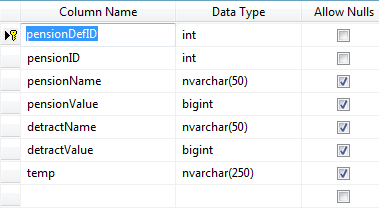 Column Name Data Type Allow Nulls
pensionDefID int
pensionID int
pensionName nvarchar(50)
pensionValue bigint
detractName nvarchar(50)
detractValue bigint
temp nvarchar(250)